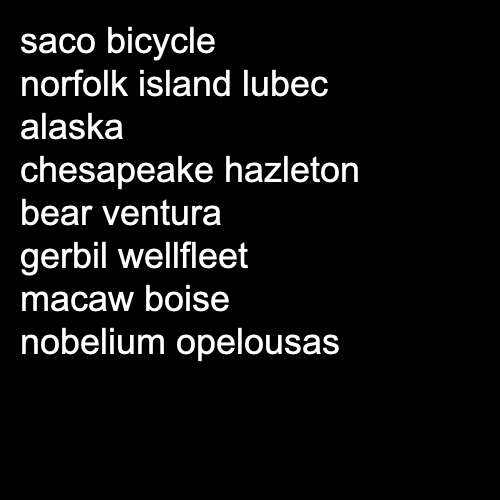 saco bicycle
norfolk island lubec
alaska
chesapeake hazleton
bear ventura
gerbil wellfleet
macaw boise
nobelium opelousas